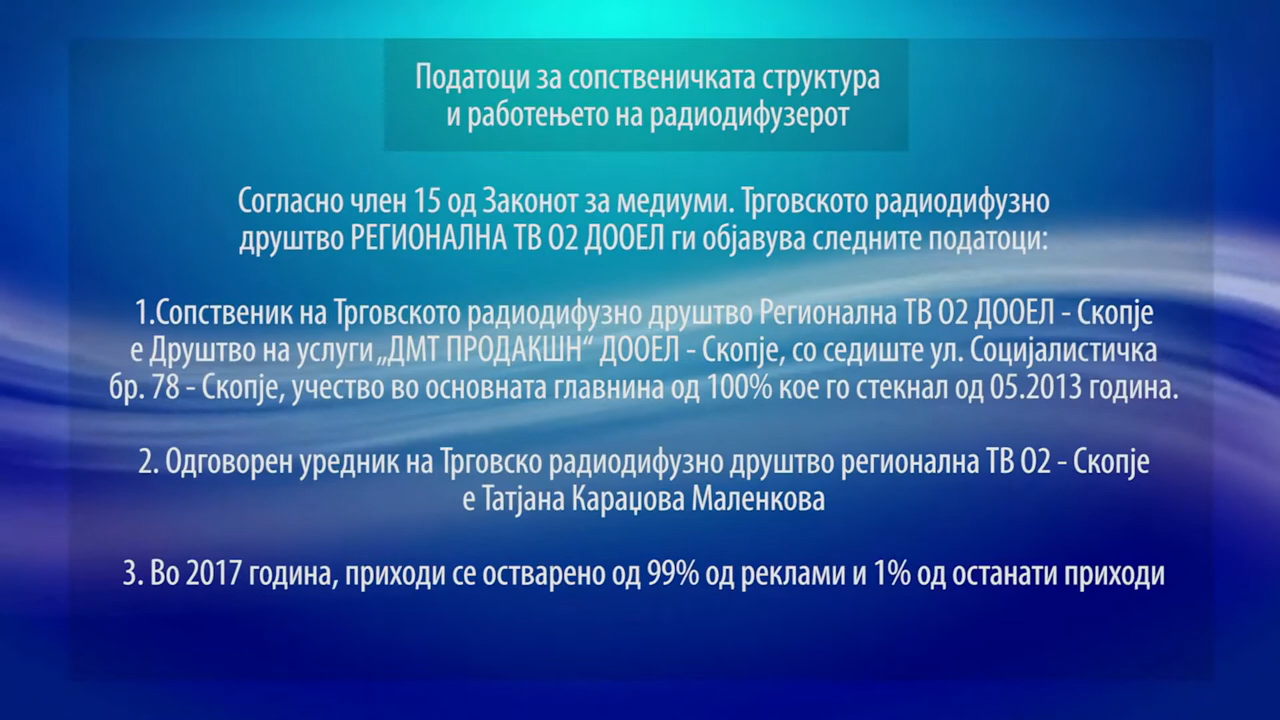 Податоци за сопственичката структура
и работењето на радиодифузерот
Согласно член 15 од Законот за медиуми. Трговското радиодифузно
друштво РЕГИОНАЛНА ТВ О2 ДООЕЛ ги објавува следните податоци:
1.Сопственик на Трговското радиодифузно друштво Регионална ТВ О2 ДООЕЛ - Скопје
е Друштво на услуги „ДМТ ПРОДАКШН“ ДООЕЛ - Скопје, со седиште ул. Социјалистичка
бр. 78 - Скопје, учество во основната главнина од 100% кое го стекнал од 05.2013 година.
2. Одговорен уредник на Трговско радиодифузно друштво регионална ТВ О2 - Скопје
е Татјана Караџова Маленкова
3. Во 2017 година, приходи се остварено од 99% од реклами и 1% од останати приходи